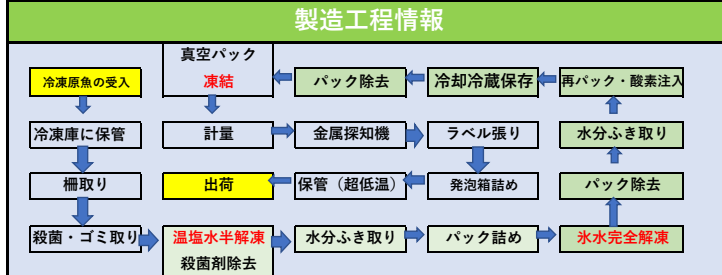 製造工程情報
真空パック
冷凍原魚の受入
凍結
パック除去
冷却冷蔵保存
再パック・酸素注入
冷凍庫に保管
計量
金属探知機
ラベル張り
水分ふき取り
柵取り
出荷
保管（超低温）
発泡箱詰め
パック除去
殺菌・ゴミ取り
温塩水半解凍
水分ふき取り
パック詰め
氷水完全解凍
殺菌剤除去